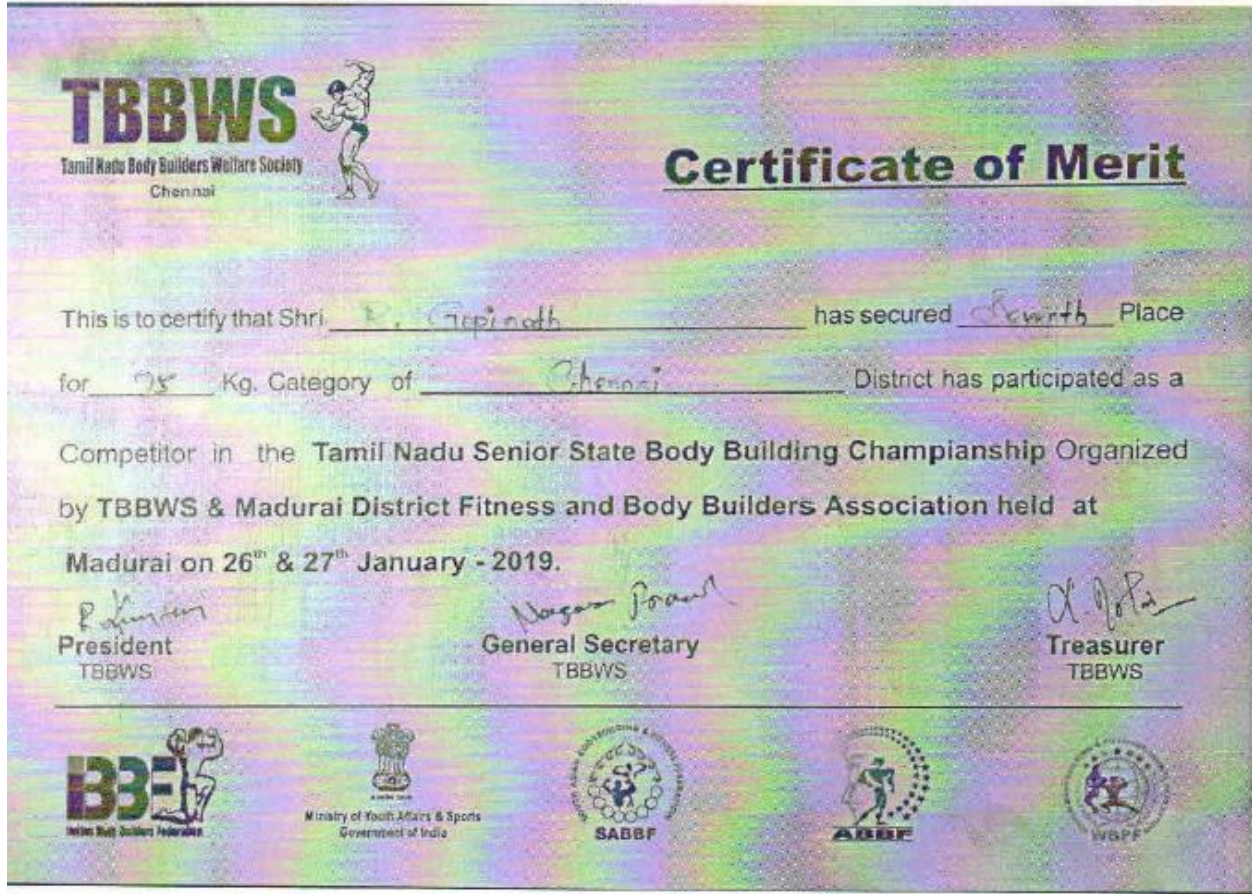 TBBWS
Tamil Nadu Body Builders Welfare Society
Chennai
Certificate of Merit
This is to certify that Shri Gopinath has secured Place
for 75 Kg. Category of Chennai District has participated as a
Competitor in the Tamil Nadu Senior State Body Building Champianship Organized
by TBBWS & Madurai District Fitness and Body Builders Association held at
Madurai on 26th & 27th January - 2019.
President
TBBWS
General Secretary
TBBWS
Treasurer
TBBWS
IBBF
Indian Body Builders Federation
Ministry of Youth Affairs & Sports
Government of India
SABBF
ABBF
WBPF